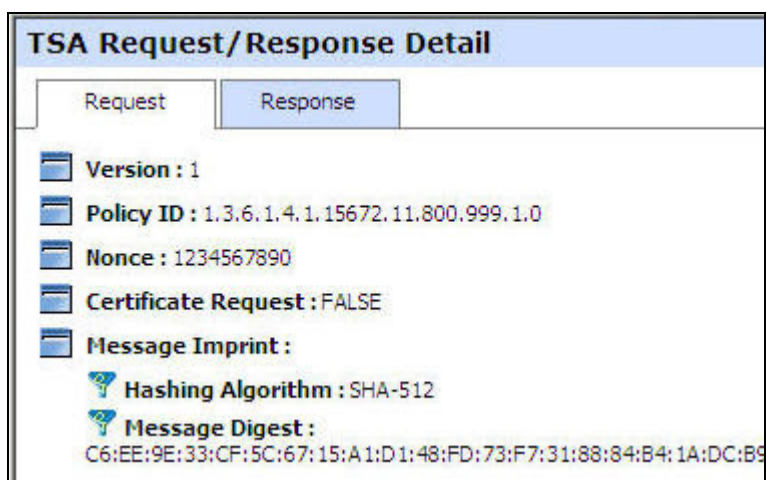 TSA Request/Response Detail
Request Response
Version : 1
Policy ID : 1.3.6.1.4.1.15672.11.800.999.1.0
Nonce : 1234567890
Certificate Request : FALSE
Message Imprint :
Hashing Algorithm : SHA-512
Message Digest :
C6:EE:9E:33:CF:5C:67:15:A1:D1:48:FD:73:F7:31:88:84:B4:1A:DC:B9